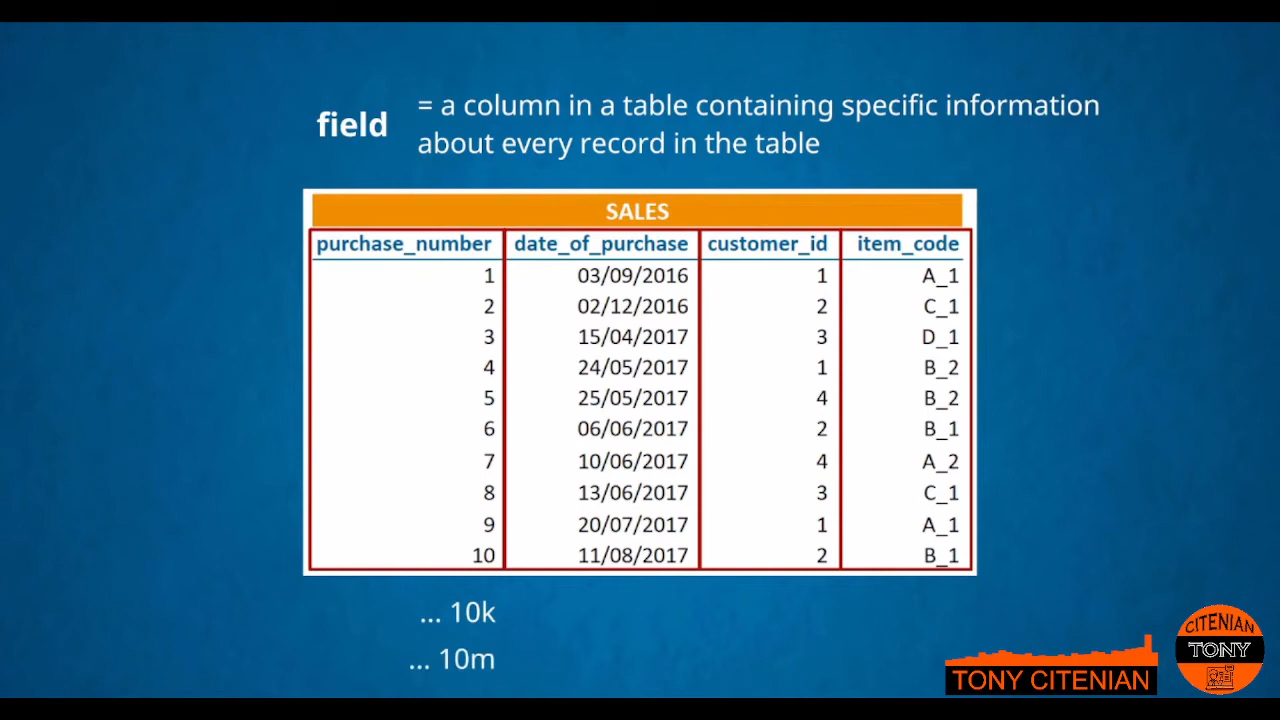 field
= a column in a table containing specific information
about every record in the table
SALES
purchase_number date_of_purchase customer_id item_code
1 03/09/2016 1 A_1
2 02/12/2016 2 C_1
3 15/04/2017 3 D_1
4 24/05/2017 1 B_2
5 25/05/2017 4 B_2
6 06/06/2017 2 B_1
7 10/06/2017 4 A_2
8 13/06/2017 3 C_1
9 20/07/2017 1 A_1
10 11/08/2017 2 B_1
... 10k
... 10m
TONY CITENIAN
CITENIAN
TONY